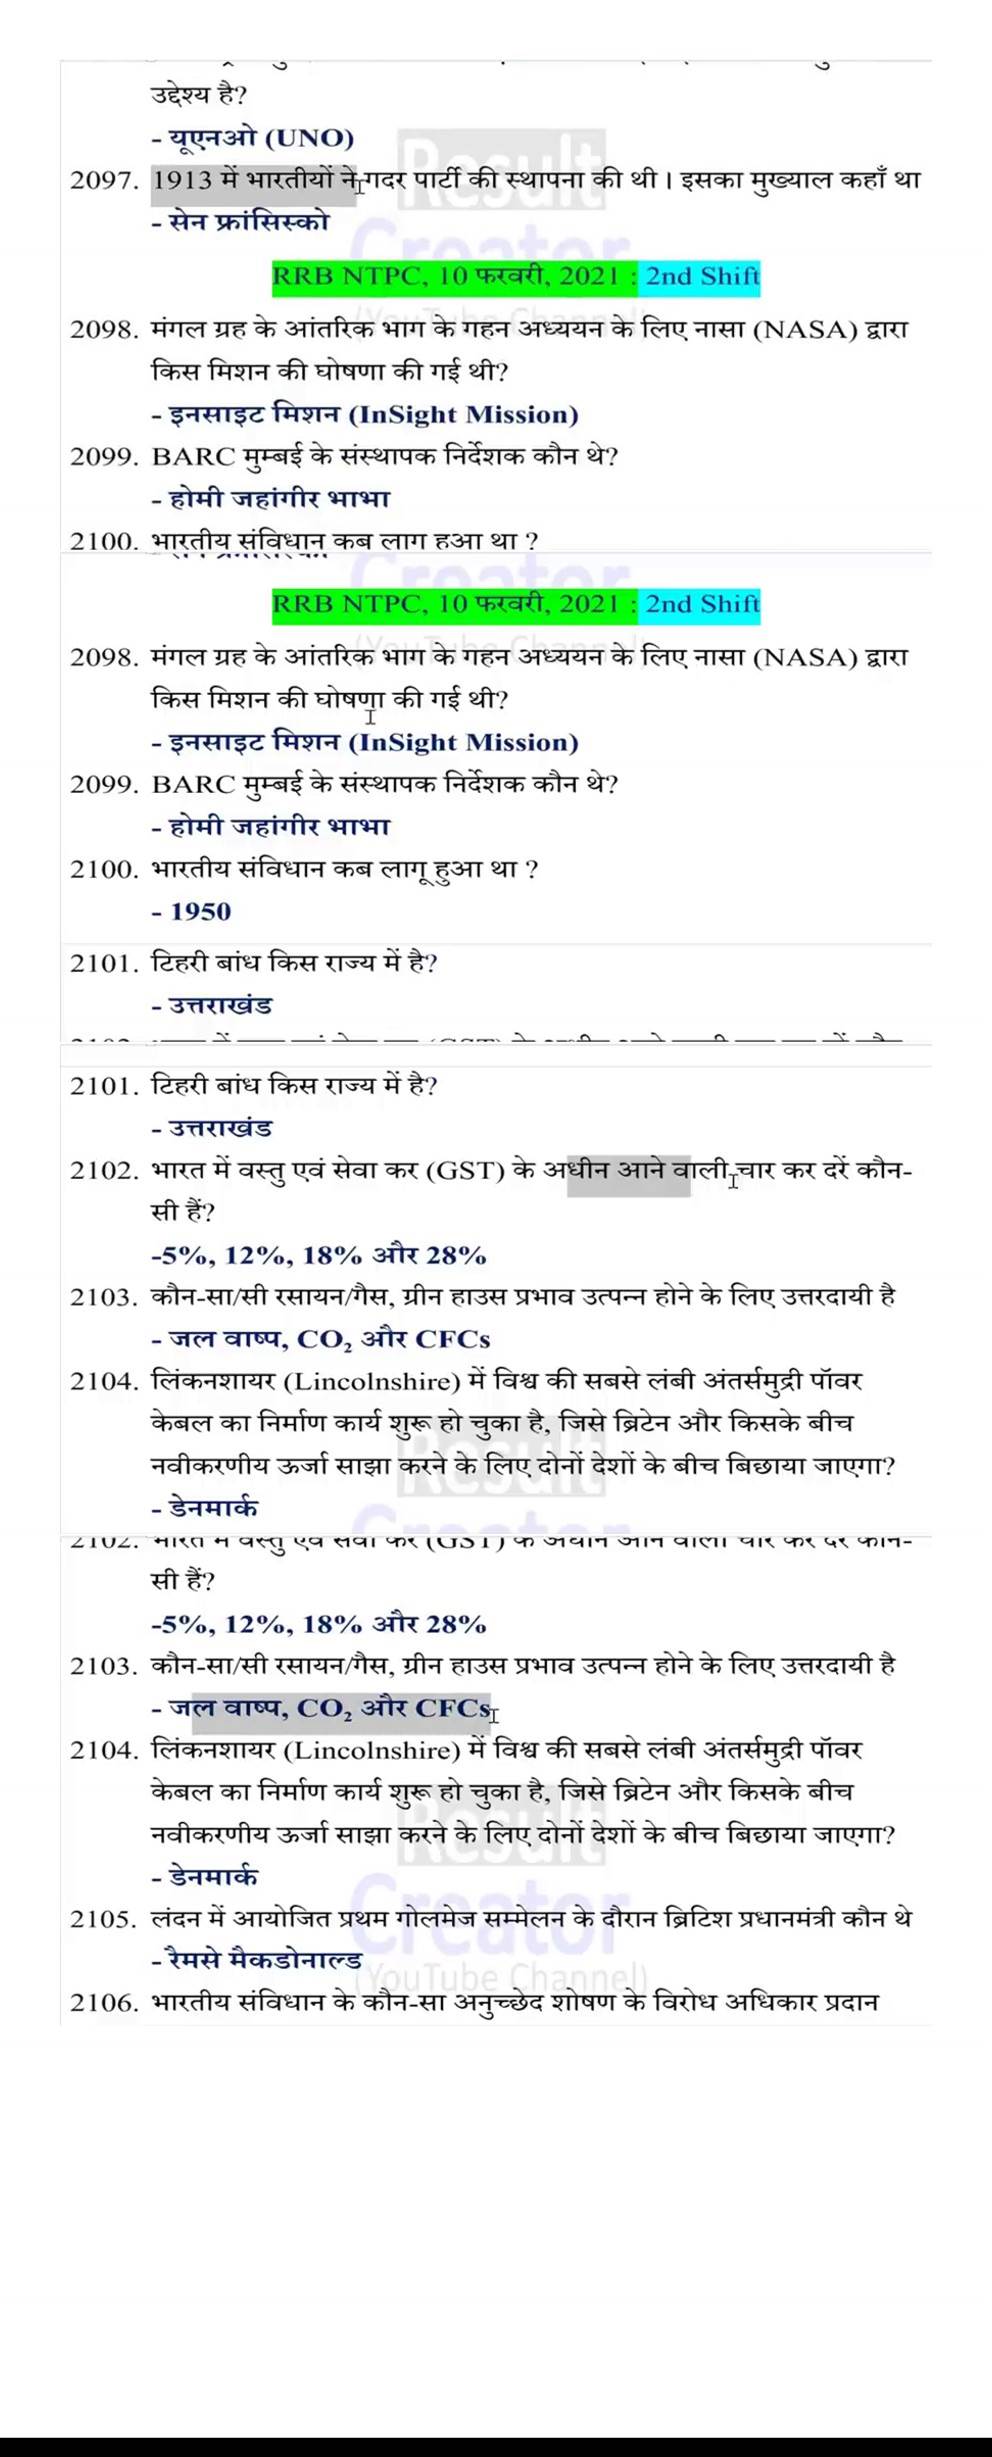 उद्देश्य है?
- यूएनओ (UNO)
Result
2097. 1913 में भारतीयों ने गदर पार्टी की स्थापना की थी। इसका मुख्याल कहाँ था
- सेन फ्रांसिस्को
Creator
RRB NTPC, 10 फरवरी, 2021 : 2nd Shift
(YouTube Channel)
2098. मंगल ग्रह के आंतरिक भाग के गहन अध्ययन के लिए नासा (NASA) द्वारा
किस मिशन की घोषणा की गई थी?
- इनसाइट मिशन (InSight Mission)
2099. BARC मुम्बई के संस्थापक निर्देशक कौन थे?
- होमी जहांगीर भाभा
2100. भारतीय संविधान कब लागू हुआ था ?
Creator
RRB NTPC, 10 फरवरी, 2021 : 2nd Shift
(YouTube Channel)
2098. मंगल ग्रह के आंतरिक भाग के गहन अध्ययन के लिए नासा (NASA) द्वारा
किस मिशन की घोषणा की गई थी?
- इनसाइट मिशन (InSight Mission)
2099. BARC मुम्बई के संस्थापक निर्देशक कौन थे?
- होमी जहांगीर भाभा
2100. भारतीय संविधान कब लागू हुआ था ?
- 1950
2101. टिहरी बांध किस राज्य में है?
- उत्तराखंड
2101. टिहरी बांध किस राज्य में है?
- उत्तराखंड
2102. भारत में वस्तु एवं सेवा कर (GST) के अधीन आने वाली चार कर दरें कौन-
सी हैं?
-5%, 12%, 18% और 28%
2103. कौन-सा/सी रसायन/गैस, ग्रीन हाउस प्रभाव उत्पन्न होने के लिए उत्तरदायी है
- जल वाष्प, CO₂ और CFCs
2104. लिंकनशायर (Lincolnshire) में विश्व की सबसे लंबी अंतर्समुद्री पॉवर
केबल का निर्माण कार्य शुरू हो चुका है, जिसे ब्रिटेन और किसके बीच
Result
नवीकरणीय ऊर्जा साझा करने के लिए दोनों देशों के बीच बिछाया जाएगा?
- डेनमार्क
2102. भारत में वस्तु एवं सेवा कर (GST) के अधीन आने वाली चार कर दरें कौन-
सी हैं?
-5%, 12%, 18% और 28%
2103. कौन-सा/सी रसायन/गैस, ग्रीन हाउस प्रभाव उत्पन्न होने के लिए उत्तरदायी है
- जल वाष्प, CO₂ और CFCs
2104. लिंकनशायर (Lincolnshire) में विश्व की सबसे लंबी अंतर्समुद्री पॉवर
केबल का निर्माण कार्य शुरू हो चुका है, जिसे ब्रिटेन और किसके बीच
Result
नवीकरणीय ऊर्जा साझा करने के लिए दोनों देशों के बीच बिछाया जाएगा?
- डेनमार्क
Creator
2105. लंदन में आयोजित प्रथम गोलमेज सम्मेलन के दौरान ब्रिटिश प्रधानमंत्री कौन थे
- रैमसे मैकडोनाल्ड
(YouTube Channel)
2106. भारतीय संविधान के कौन-सा अनुच्छेद शोषण के विरोध अधिकार प्रदान